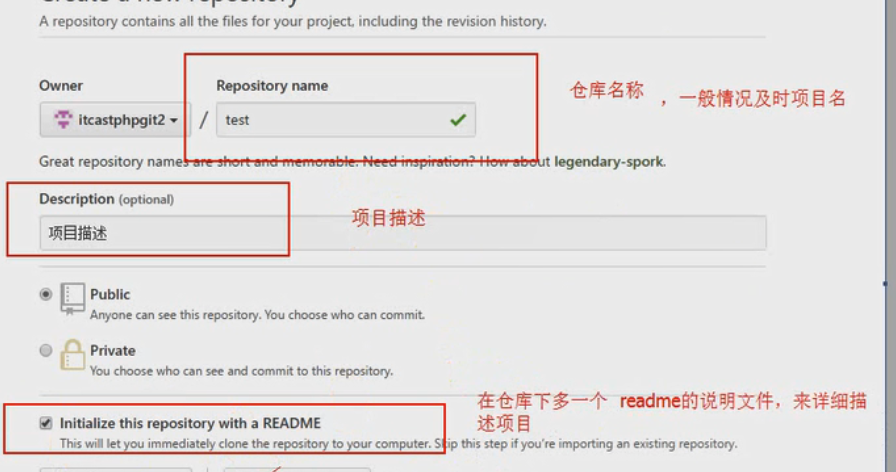 Create a new repository
A repository contains all the files for your project, including the revision history.
Owner
Repository name
itcastphpgit2 / test
仓库名称 ，一般情况及时项目名
Great repository names are short and memorable. Need inspiration? How about legendary-spork.
Description (optional)
项目描述
项目描述
Public
Anyone can see this repository. You choose who can commit.
Private
You choose who can see and commit to this repository.
在仓库下多一个 readme的说明文件，来详细描
述项目
Initialize this repository with a README
This will let you immediately clone the repository to your computer. Skip this step if you're importing an existing repository.